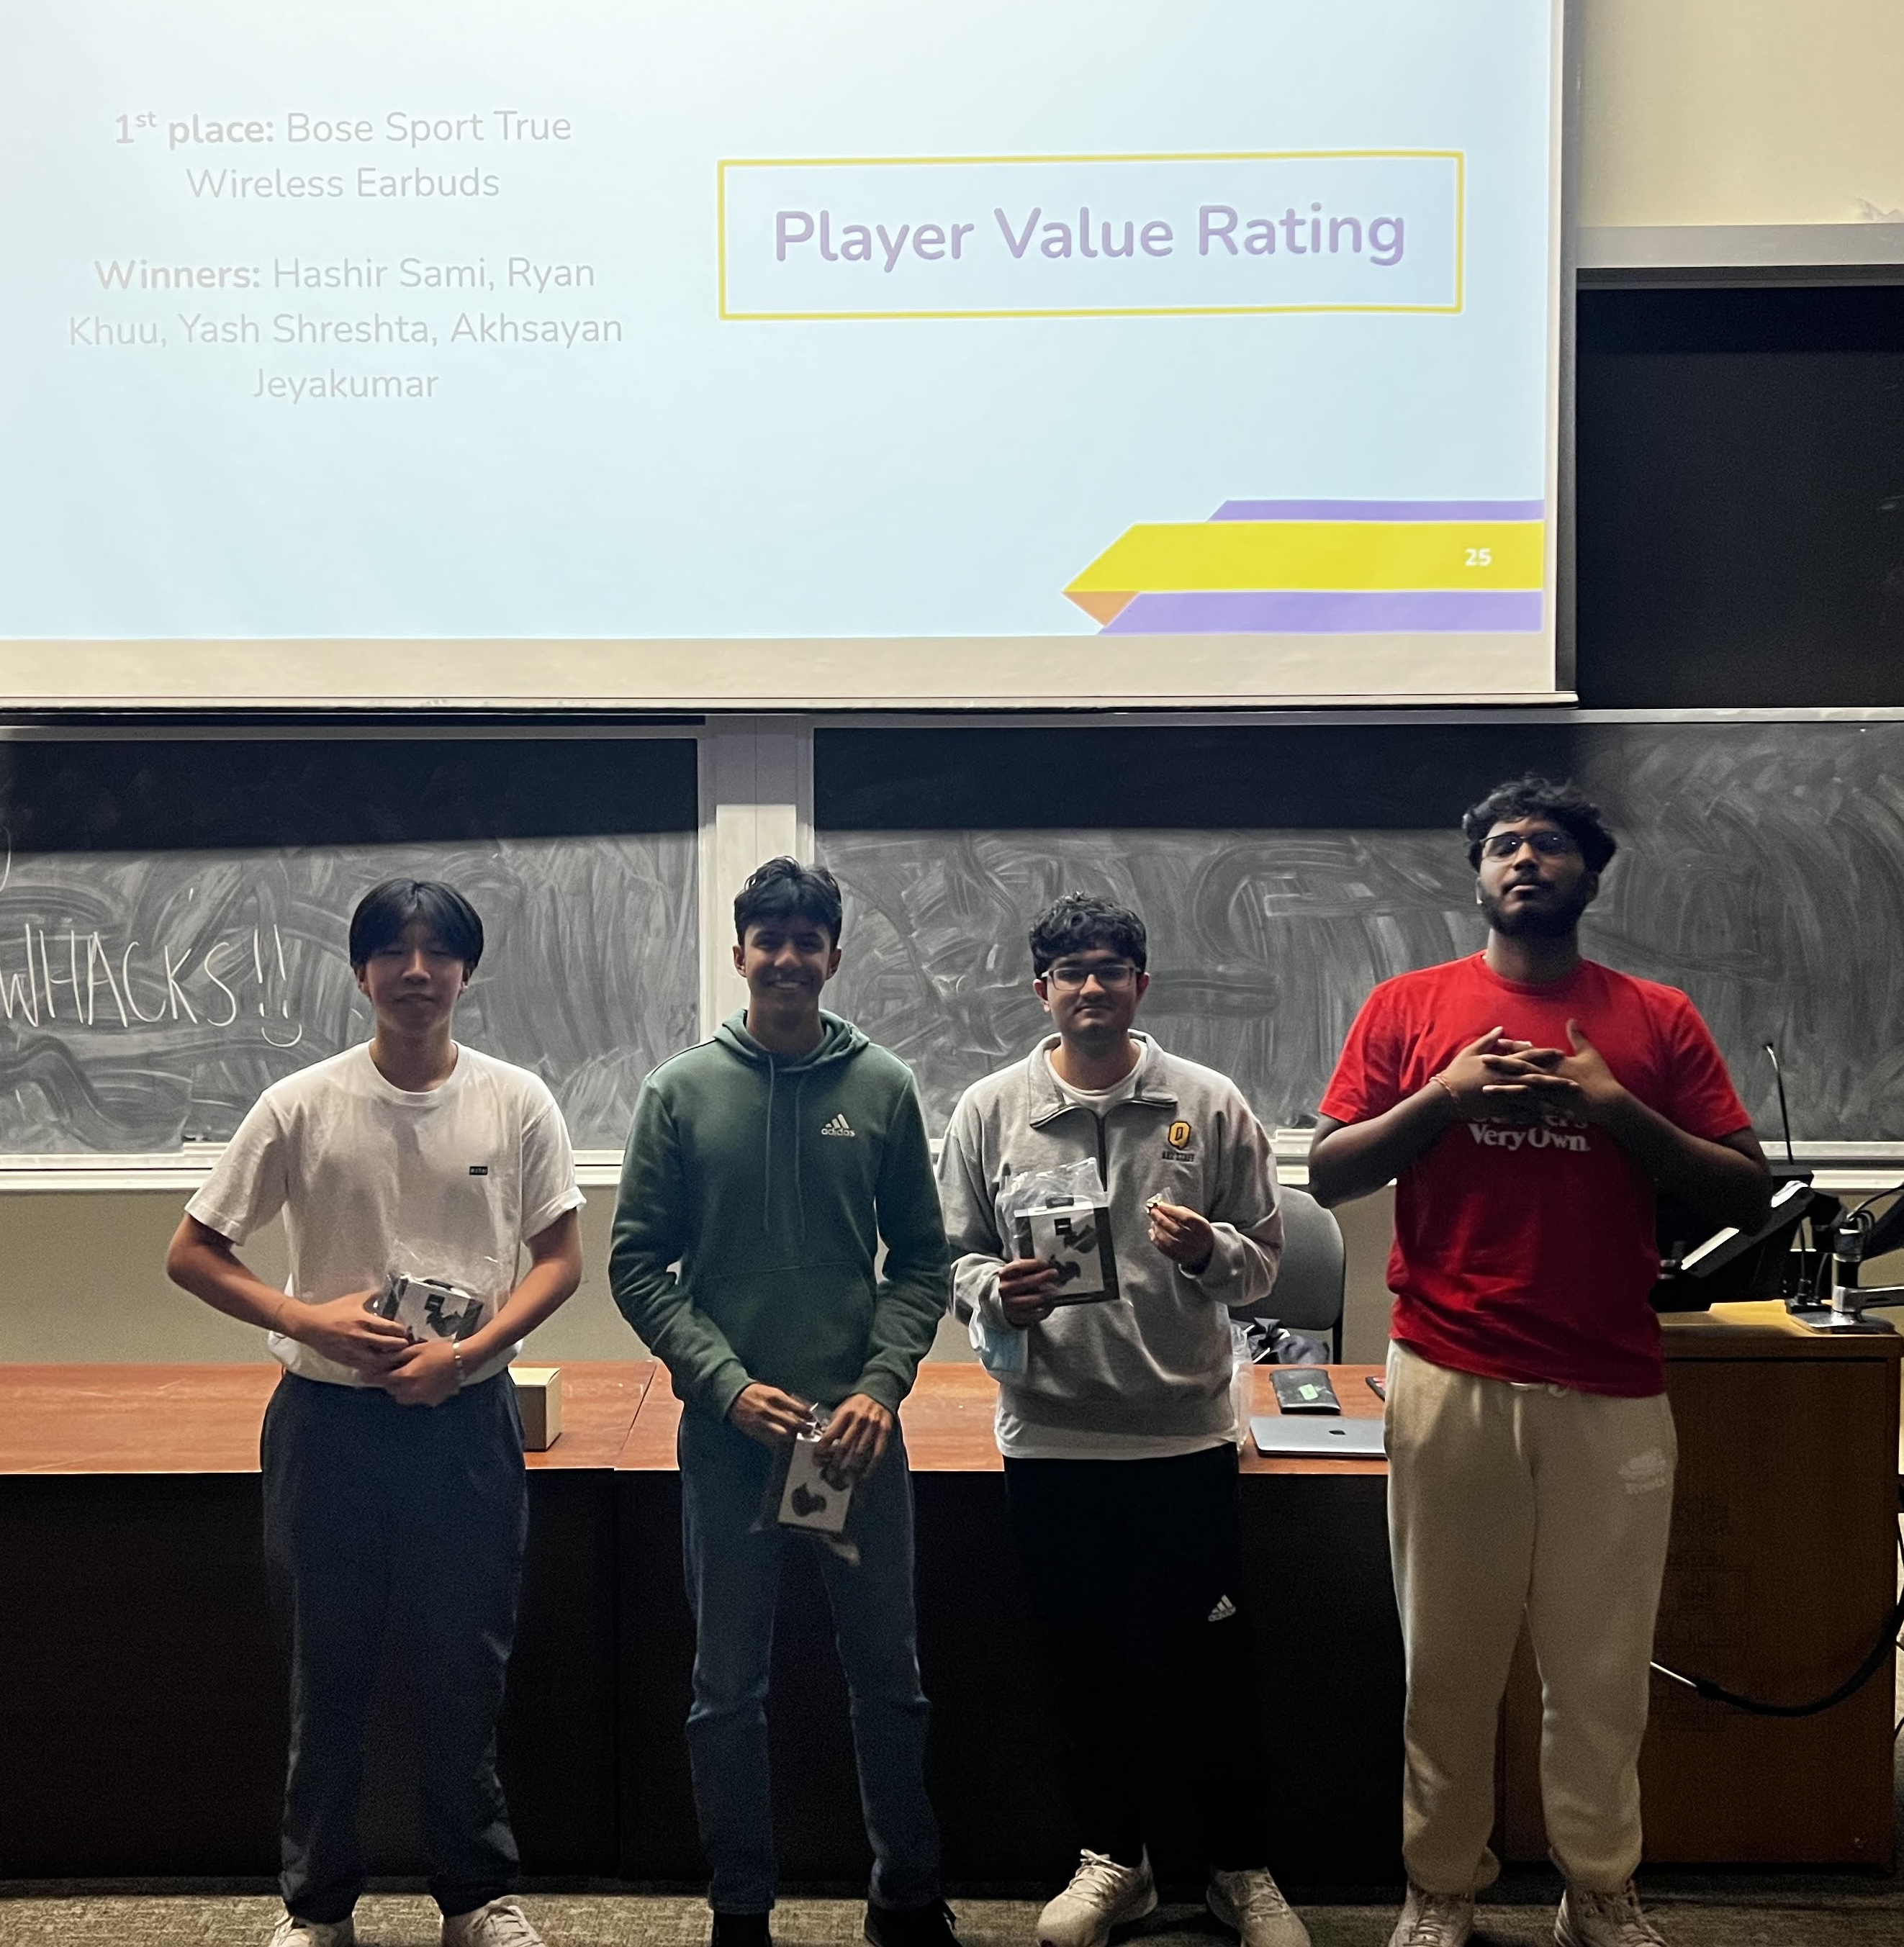 1st place: Bose Sport True
Wireless Earbuds
Winners: Hashir Sami, Ryan
Khuu, Yash Shreshta, Akhsayan
Jeyakumar
Player Value Rating
25
WHACKS!!
adidas
KITH
Very Own